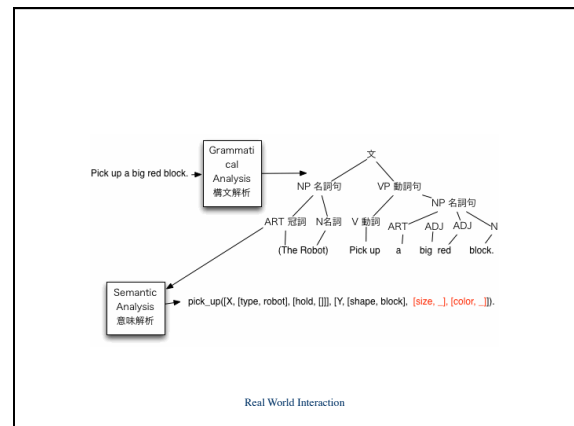 Pick up a big red block.
Grammati
cal
Analysis
構文解析
文
NP 名詞句 VP 動詞句
NP 名詞句
ART 冠詞 N名詞 V 動詞 ART ADJ ADJ N
(The Robot) Pick up a big red block.
Semantic
Analysis
意味解析
pick_up([X, [type, robot], [hold, []]], [Y, [shape, block], [size, _], [color, _]]).
Real World Interaction